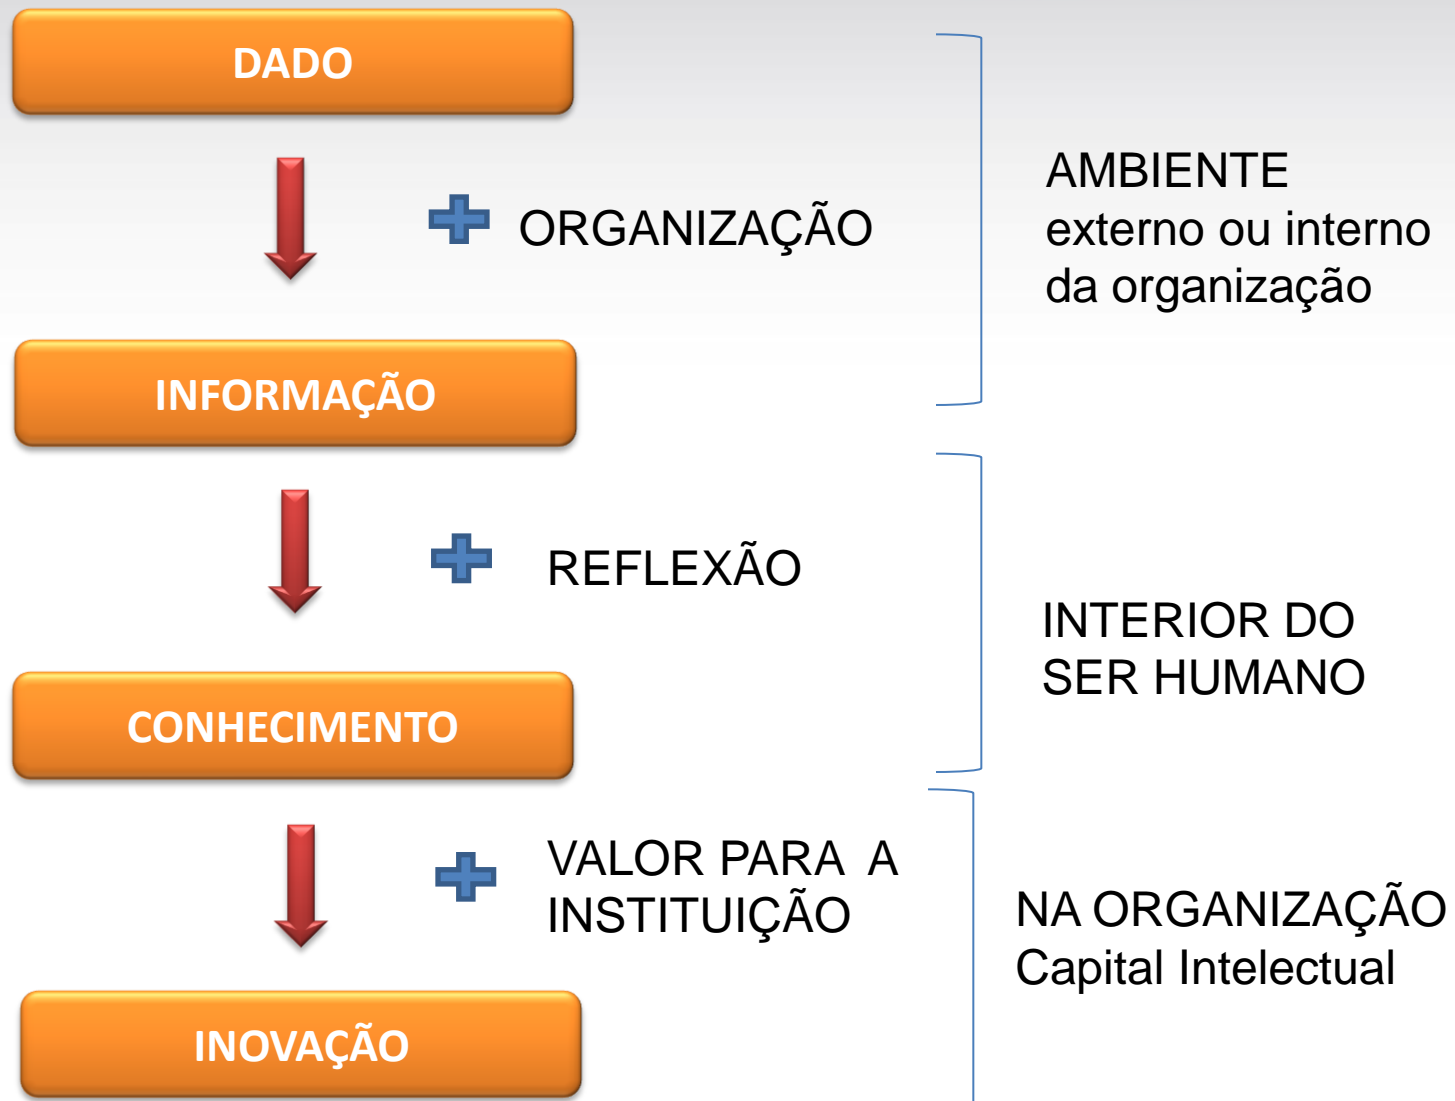 DADO
ORGANIZAÇÃO
AMBIENTE
externo ou interno
da organização
INFORMAÇÃO
REFLEXÃO
INTERIOR DO
SER HUMANO
CONHECIMENTO
VALOR PARA A
INSTITUIÇÃO
NA ORGANIZAÇÃO
Capital Intelectual
INOVAÇÃO